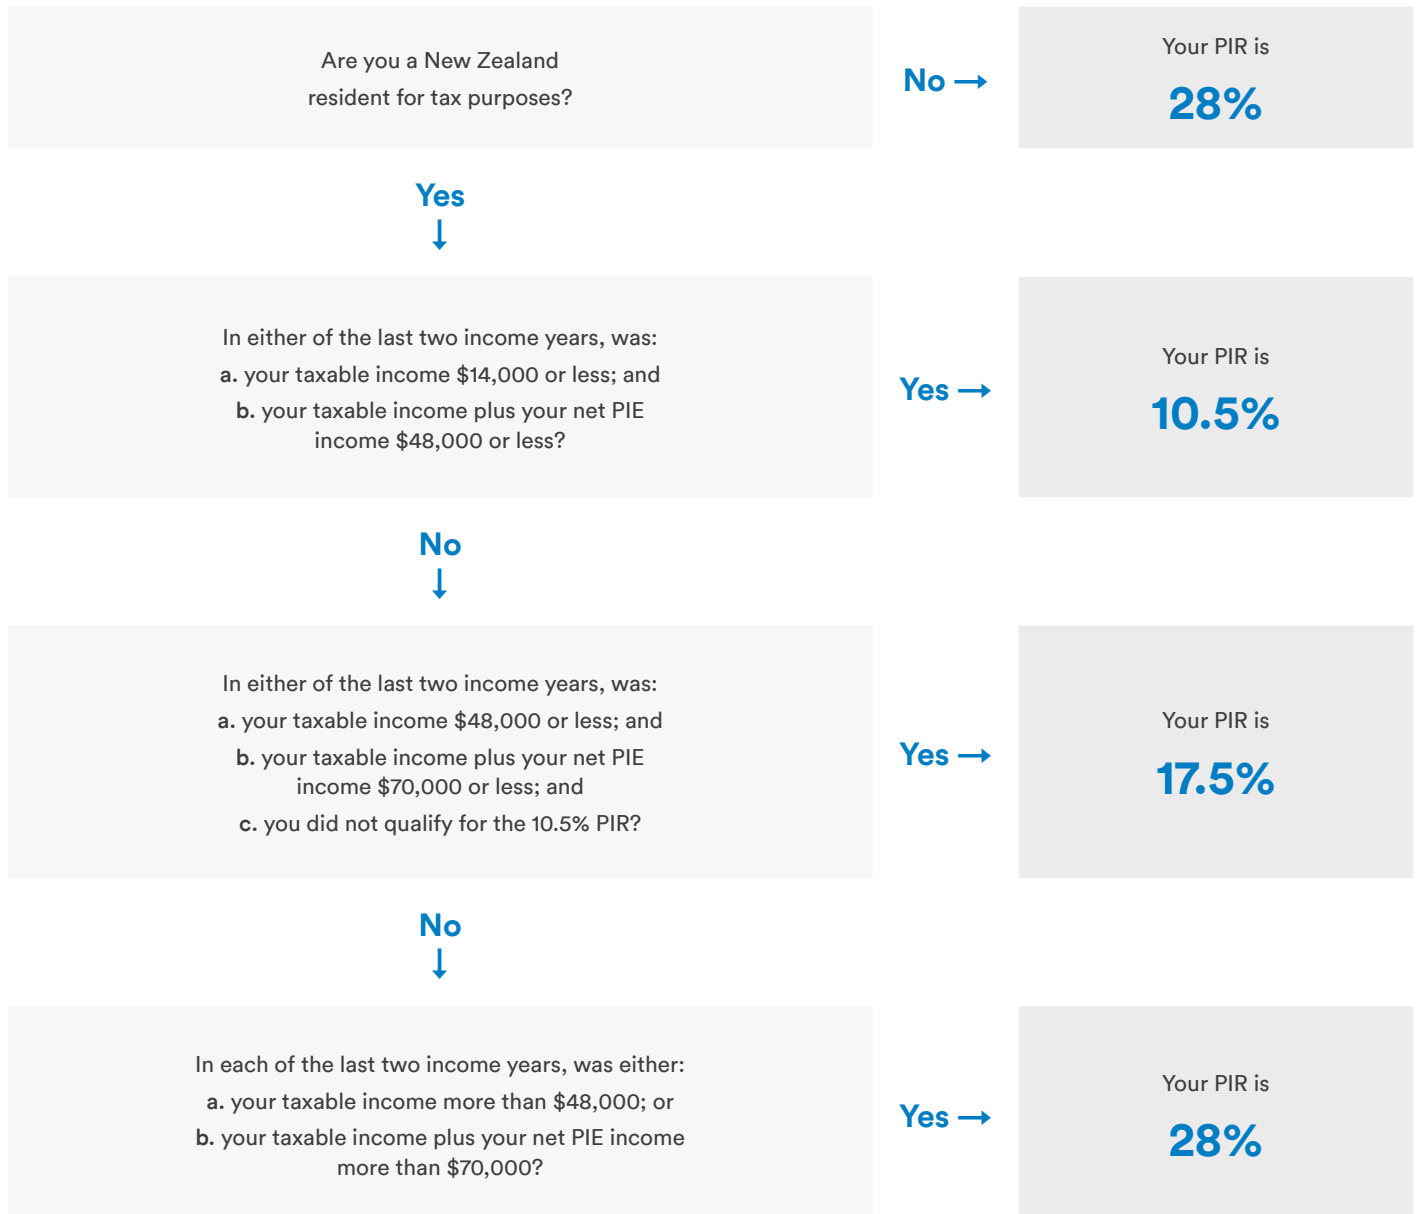 Are you a New Zealand
resident for tax purposes?
No →
Your PIR is
28%
Yes
↓
In either of the last two income years, was:
a. your taxable income $14,000 or less; and
b. your taxable income plus your net PIE
income $48,000 or less?
Yes →
Your PIR is
10.5%
No
↓
In either of the last two income years, was:
a. your taxable income $48,000 or less; and
b. your taxable income plus your net PIE
income $70,000 or less; and
c. you did not qualify for the 10.5% PIR?
Yes →
Your PIR is
17.5%
No
↓
In each of the last two income years, was either:
a. your taxable income more than $48,000; or
b. your taxable income plus your net PIE income
more than $70,000?
Yes →
Your PIR is
28%